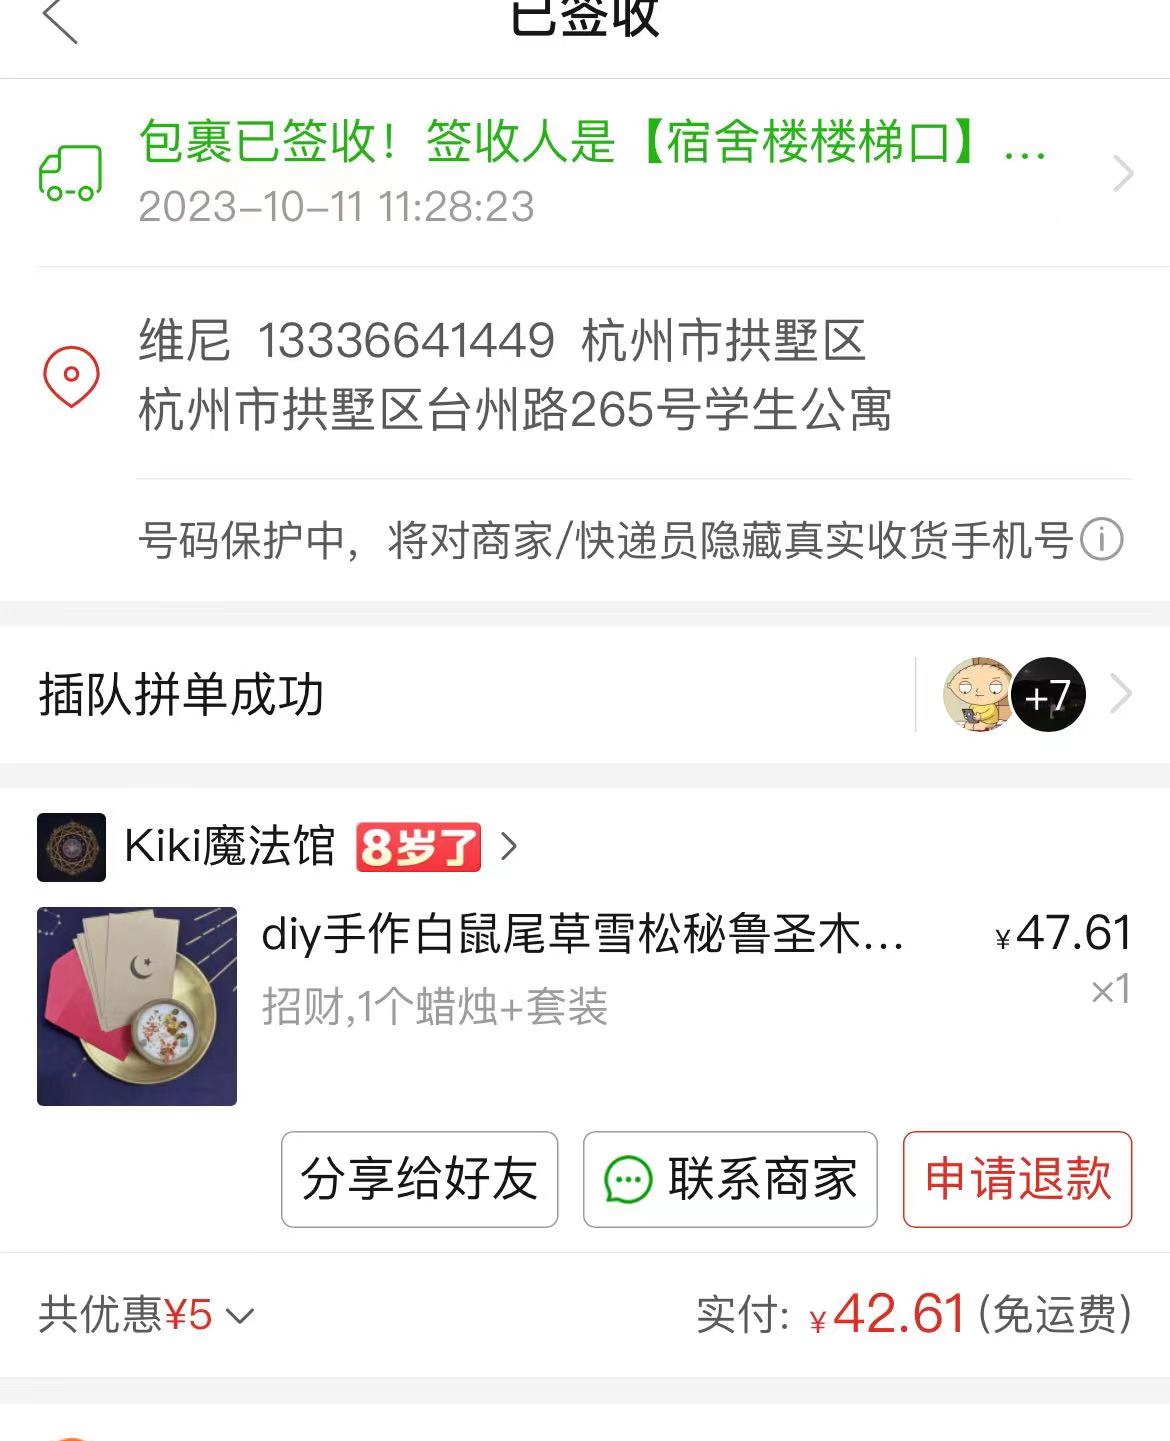 已签收
包裹已签收！签收人是【宿舍楼楼梯口】...
2023-10-11 11:28:23
维尼 13336641449 杭州市拱墅区
杭州市拱墅区台州路265号学生公寓
号码保护中，将对商家/快递员隐藏真实收货手机号
插队拼单成功
+7
Kiki魔法馆 8岁了
diy手作白鼠尾草雪松秘鲁圣木... ¥47.61
招财,1个蜡烛+套装 ×1
分享给好友 联系商家 申请退款
共优惠¥5 实付: ¥42.61 (免运费)